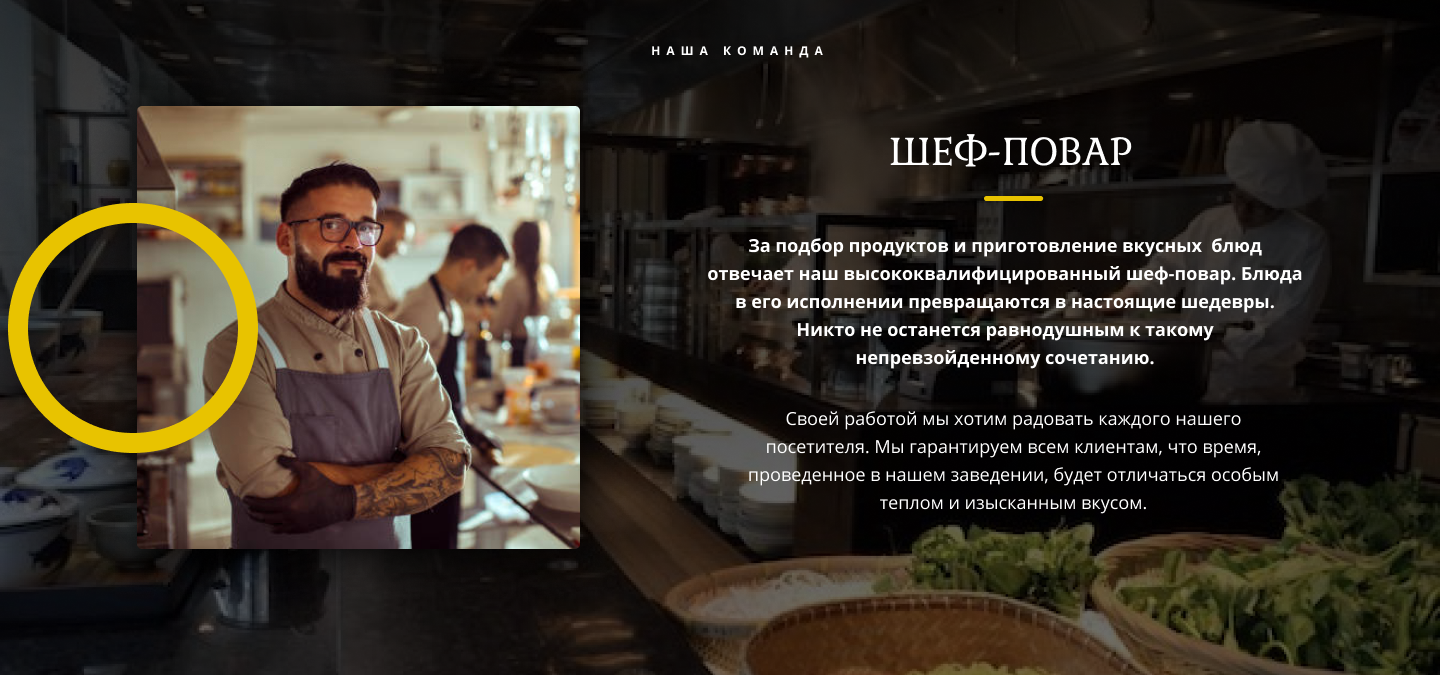 НАША КОМАНДА
ШЕФ-ПОВАР
За подбор продуктов и приготовление вкусных  блюд
отвечает наш высококвалифицированный шеф-повар. Блюда
в его исполнении превращаются в настоящие шедевры.
Никто не останется равнодушным к такому
непревзойденному сочетанию.
Своей работой мы хотим радовать каждого нашего
посетителя. Мы гарантируем всем клиентам, что время,
проведенное в нашем заведении, будет отличаться особым
теплом и изысканным вкусом.